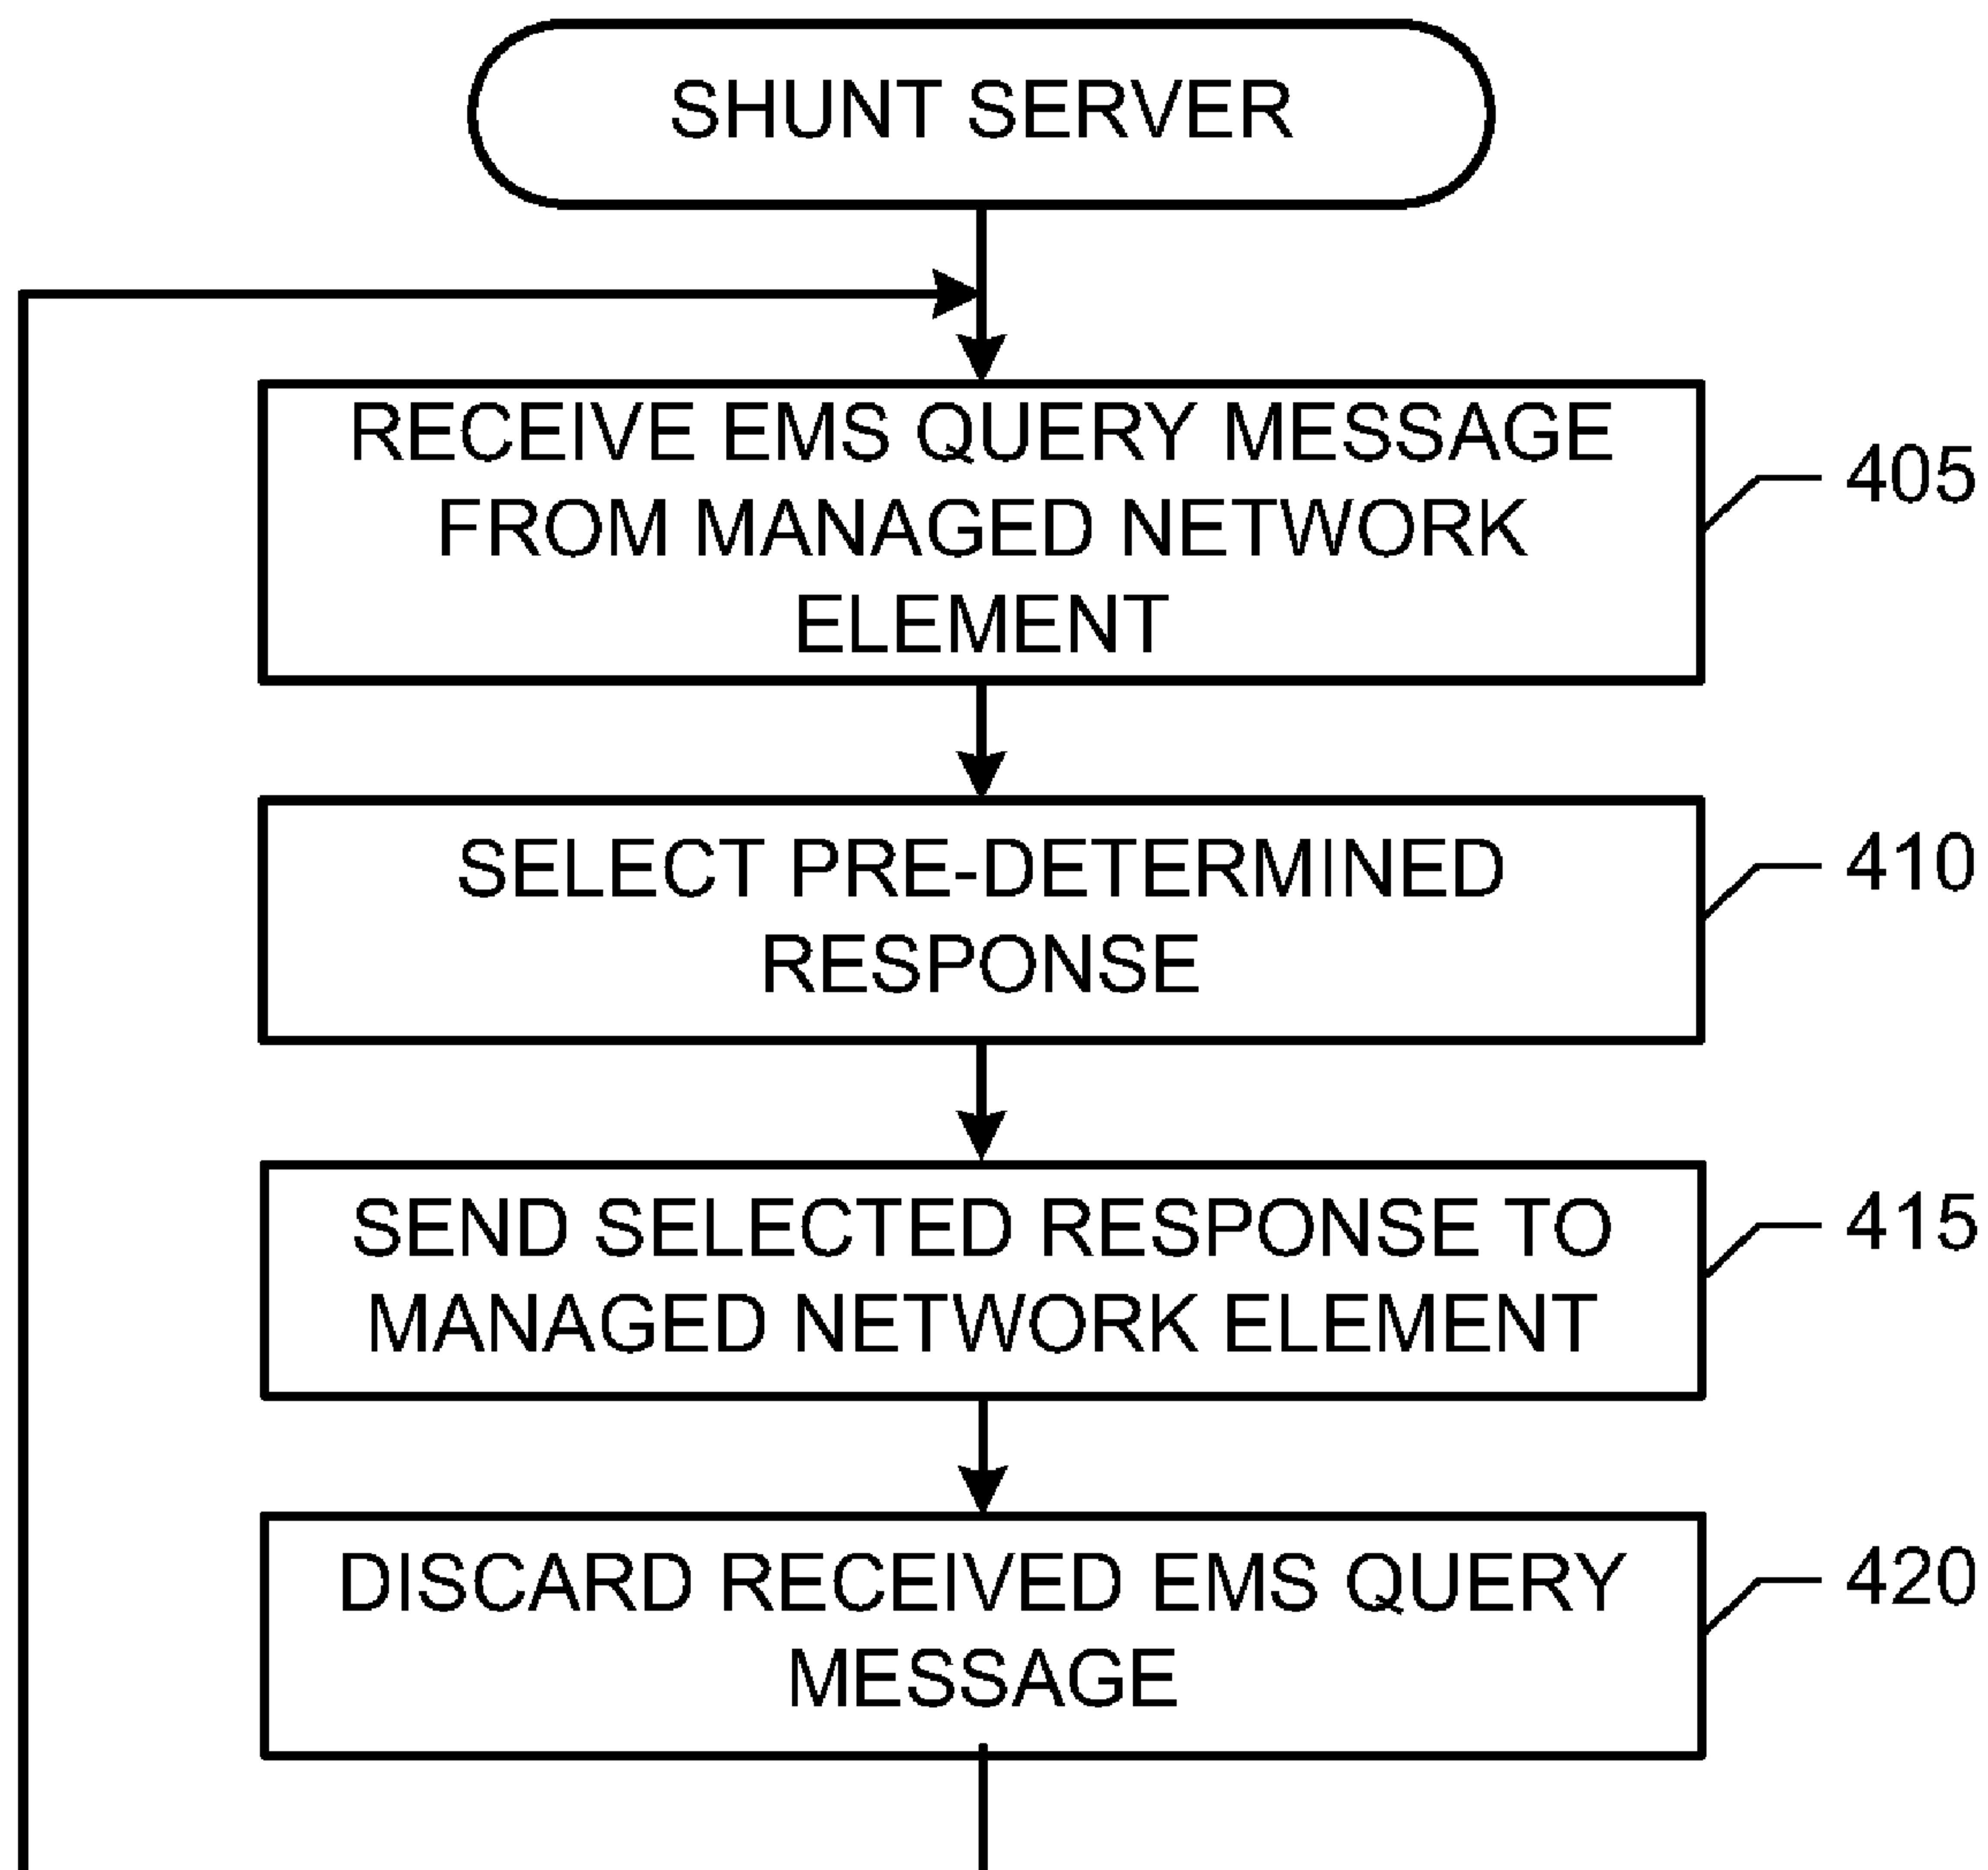 SHUNT SERVER
RECEIVE EMS QUERY MESSAGE
FROM MANAGED NETWORK
ELEMENT
405
SELECT PRE-DETERMINED
RESPONSE
410
SEND SELECTED RESPONSE TO
MANAGED NETWORK ELEMENT
415
DISCARD RECEIVED EMS QUERY
MESSAGE
420